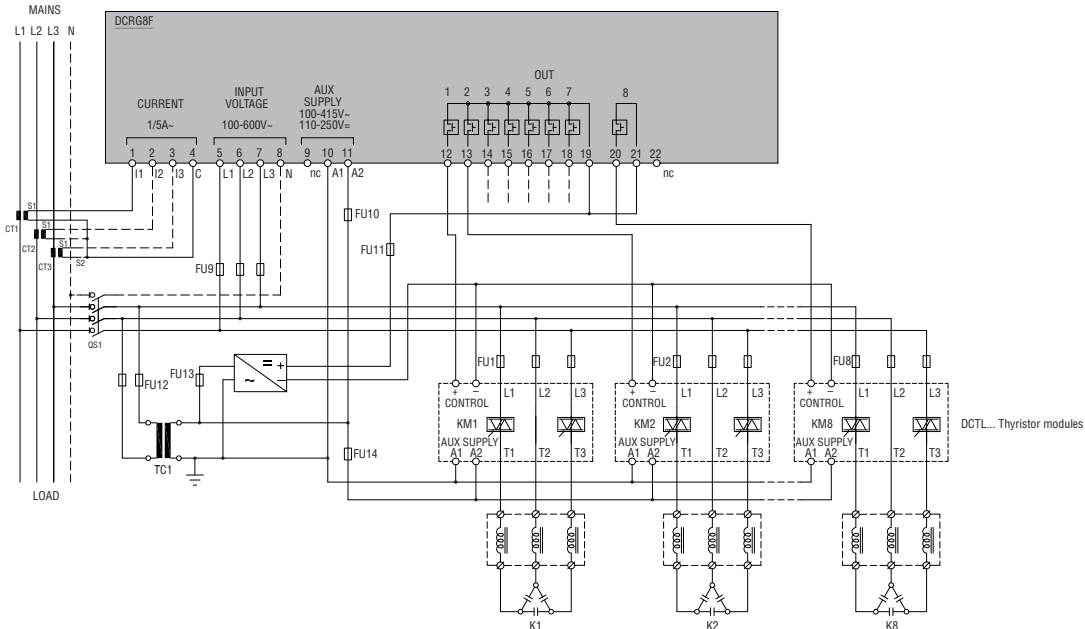 MAINS
L1 L2 L3 N
DCRG8F
CURRENT
1/5A~
INPUT
VOLTAGE
100-600V~
AUX
SUPPLY
100-415V~
110-250V=
OUT
1 2 3 4 5 6 7 8
1 2 3 4 5 6 7 8 9 10 11 12 13 14 15 16 17 18 19 20 21 22
I1 I2 I3 C L1 L2 L3 N nc A1 A2 nc
S1
CT1
S1
CT2
S1
CT3
S2
FU10
FU11
FU9
QS1
FU12
FU13
= +
~ −
TC1
FU14
LOAD
FU1
FU2
FU8
+ − L1 L2 L3
CONTROL
KM1
AUX SUPPLY
A1 A2 T1 T2 T3
+ − L1 L2 L3
CONTROL
KM2
AUX SUPPLY
A1 A2 T1 T2 T3
+ − L1 L2 L3
CONTROL
KM8
AUX SUPPLY
A1 A2 T1 T2 T3
DCTL... Thyristor modules
K1
K2
K8